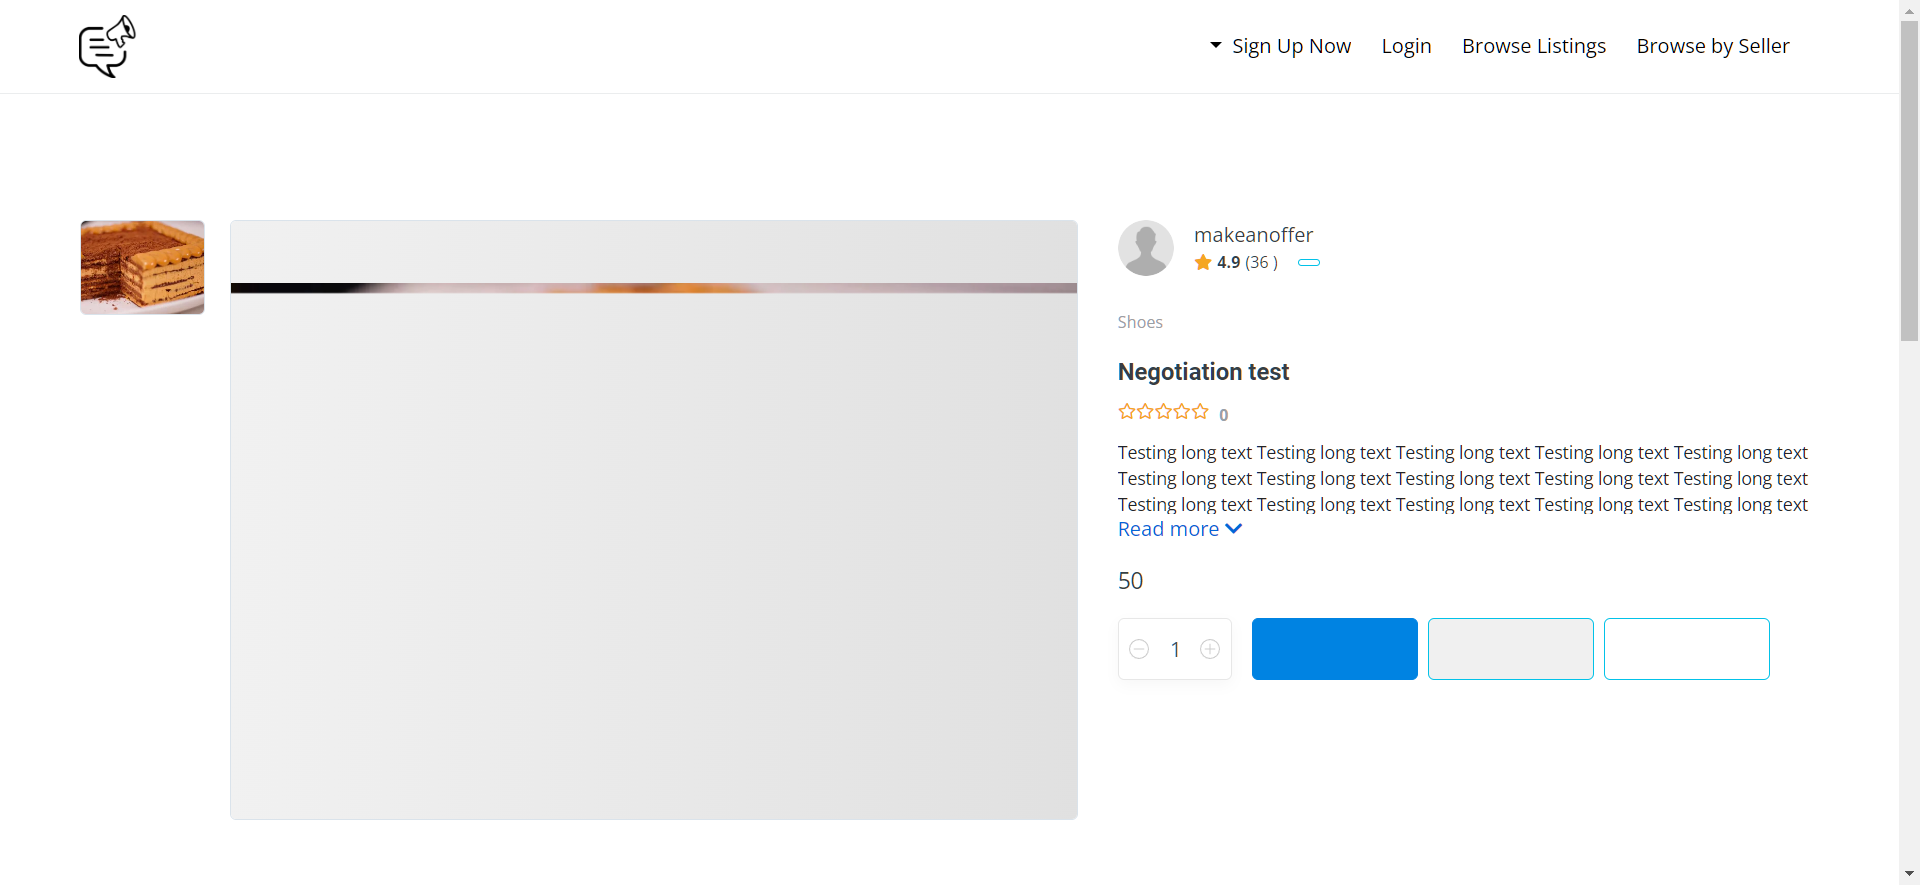 Sign Up Now Login Browse Listings Browse by Seller
makeanoffer
4.9 (36 )
Shoes
Negotiation test
0
Testing long text Testing long text Testing long text Testing long text Testing long text
Testing long text Testing long text Testing long text Testing long text Testing long text
Testing long text Testing long text Testing long text Testing long text Testing long text
Read more
50
1